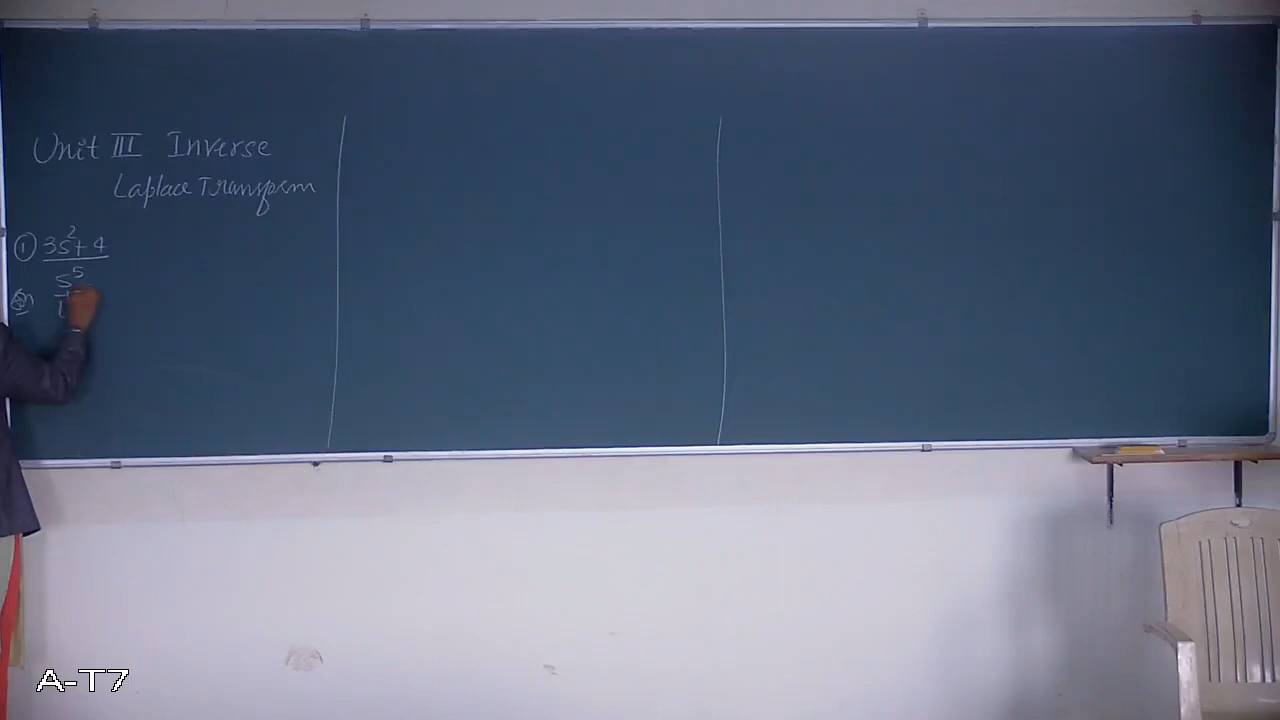 Unit III Inverse
Laplace Transform
① 3s²+4
s⁵
A-T7